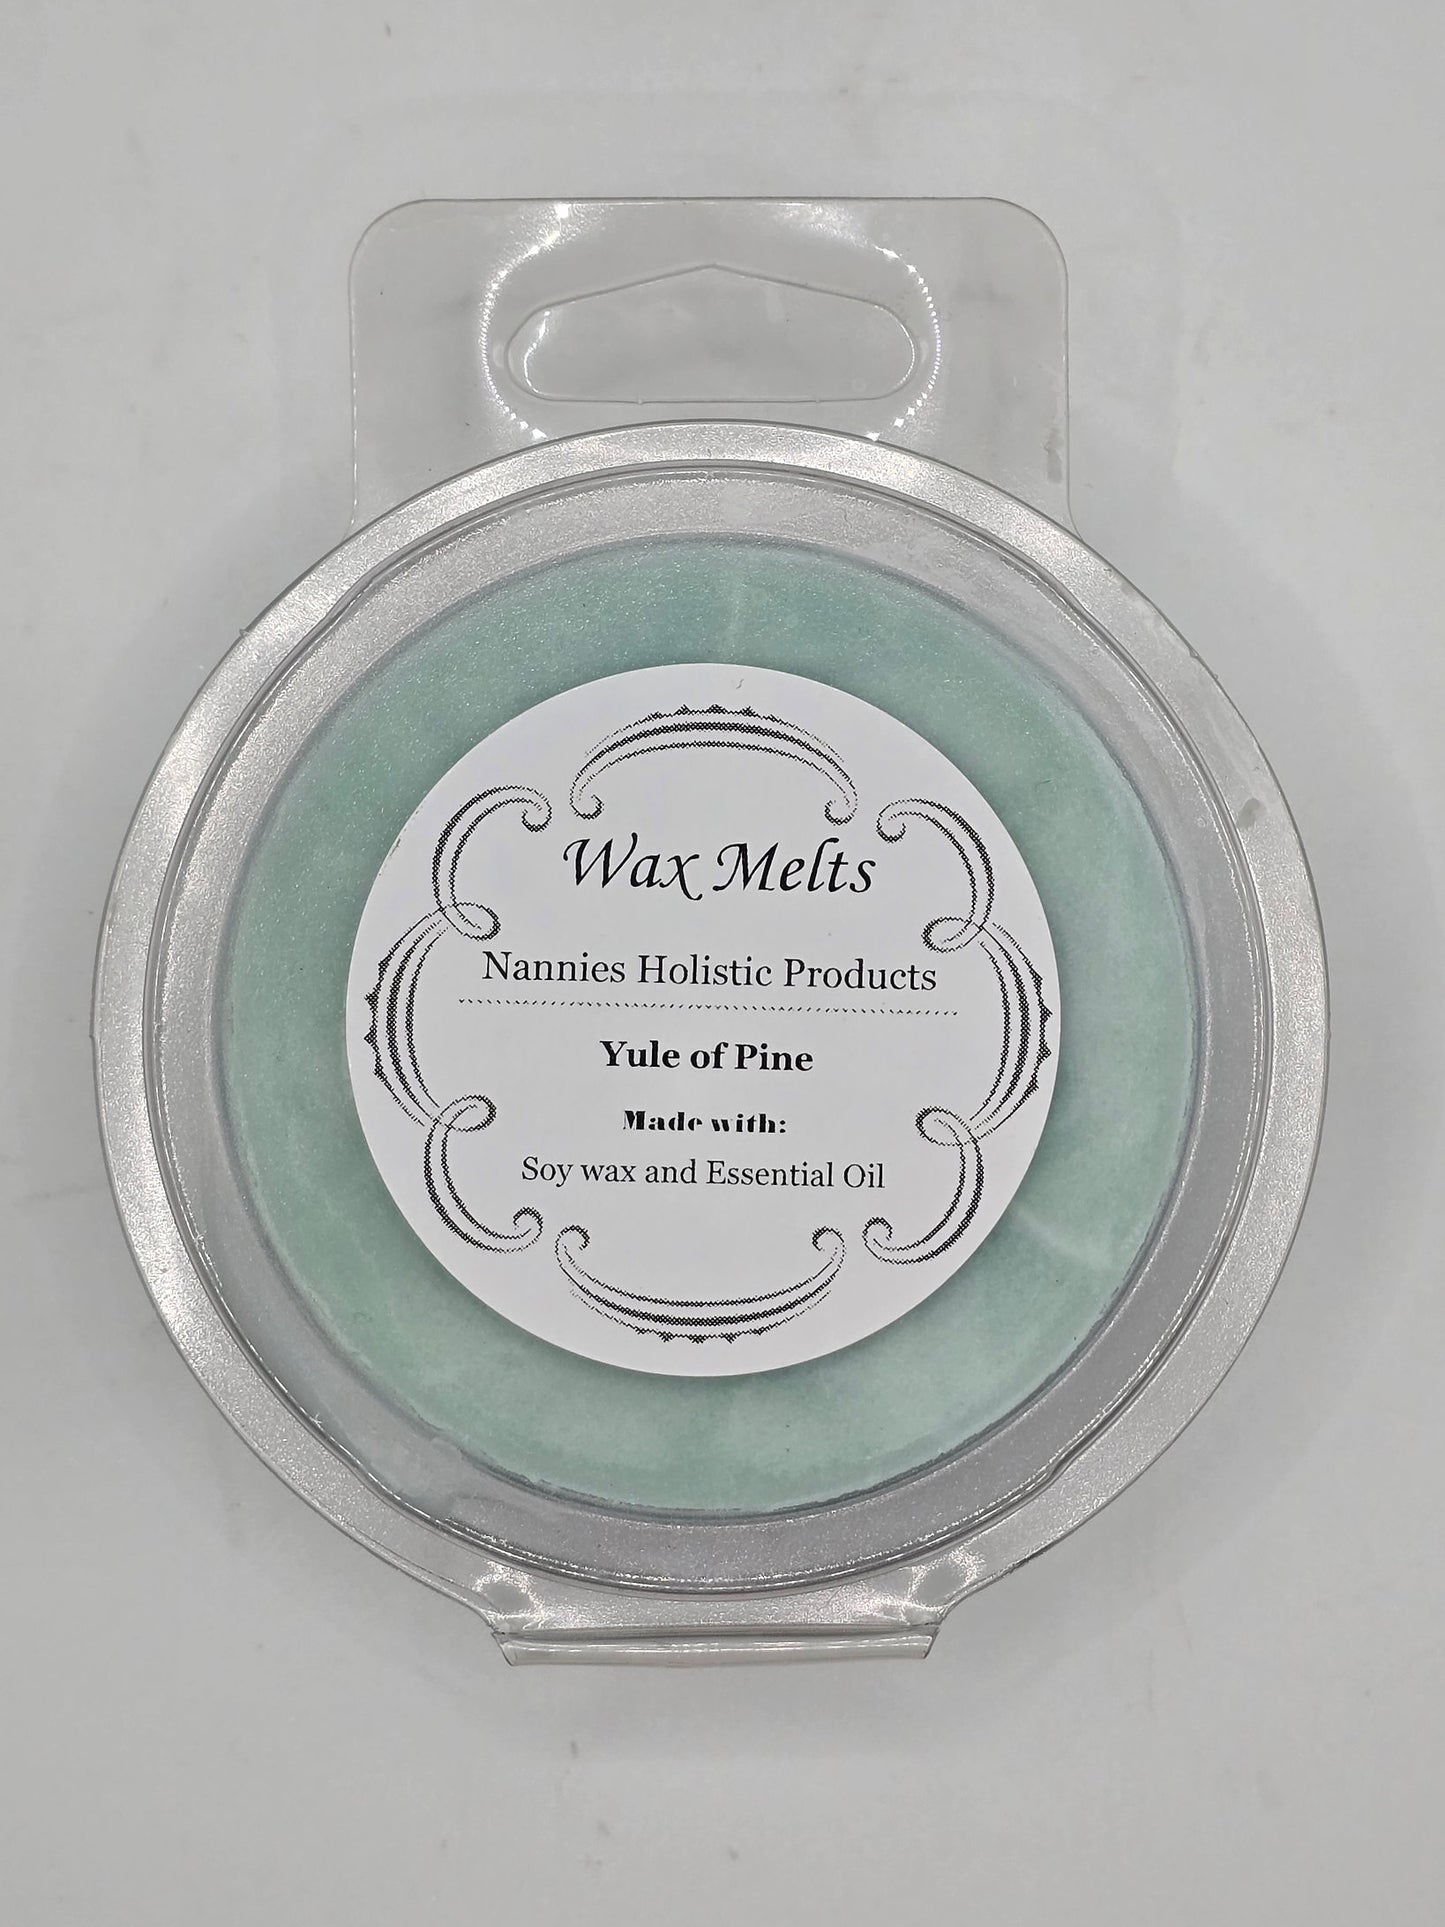 Wax Melts
Nannies Holistic Products
Yule of Pine
Made with:
Soy wax and Essential Oil